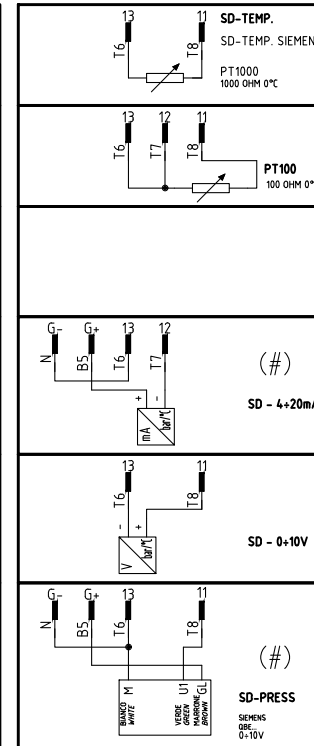 13 11 SD-TEMP.
SD-TEMP. SIEMEN
T6 T8
PT1000
1000 OHM 0°C
13 12 11
T6 T7 T8
PT100
100 OHM 0°
G- G+ 13 12
N B5 T6 T7
(#)
+ -
mA bar/°C
SD - 4÷20mA
13 11
T6 T8
- +
V bar/°C
SD - 0÷10V
G- G+ 13 11
N B5 T6 T8
(#)
M U1 GL
BIANCO
WHITE
VERDE
GREEN
MARRONE
BROWN
SD-PRESS
SIEMENS
QBE...
0÷10V